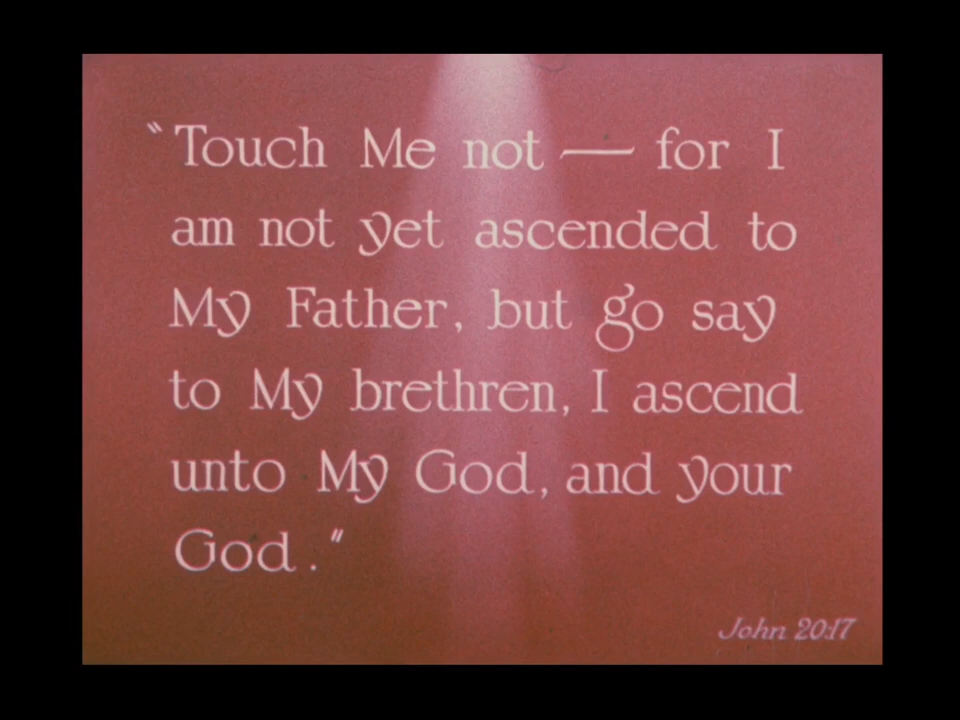 "Touch Me not — for I
am not yet ascended to
My Father, but go say
to My brethren, I ascend
unto My God, and your
God."
John 20:17